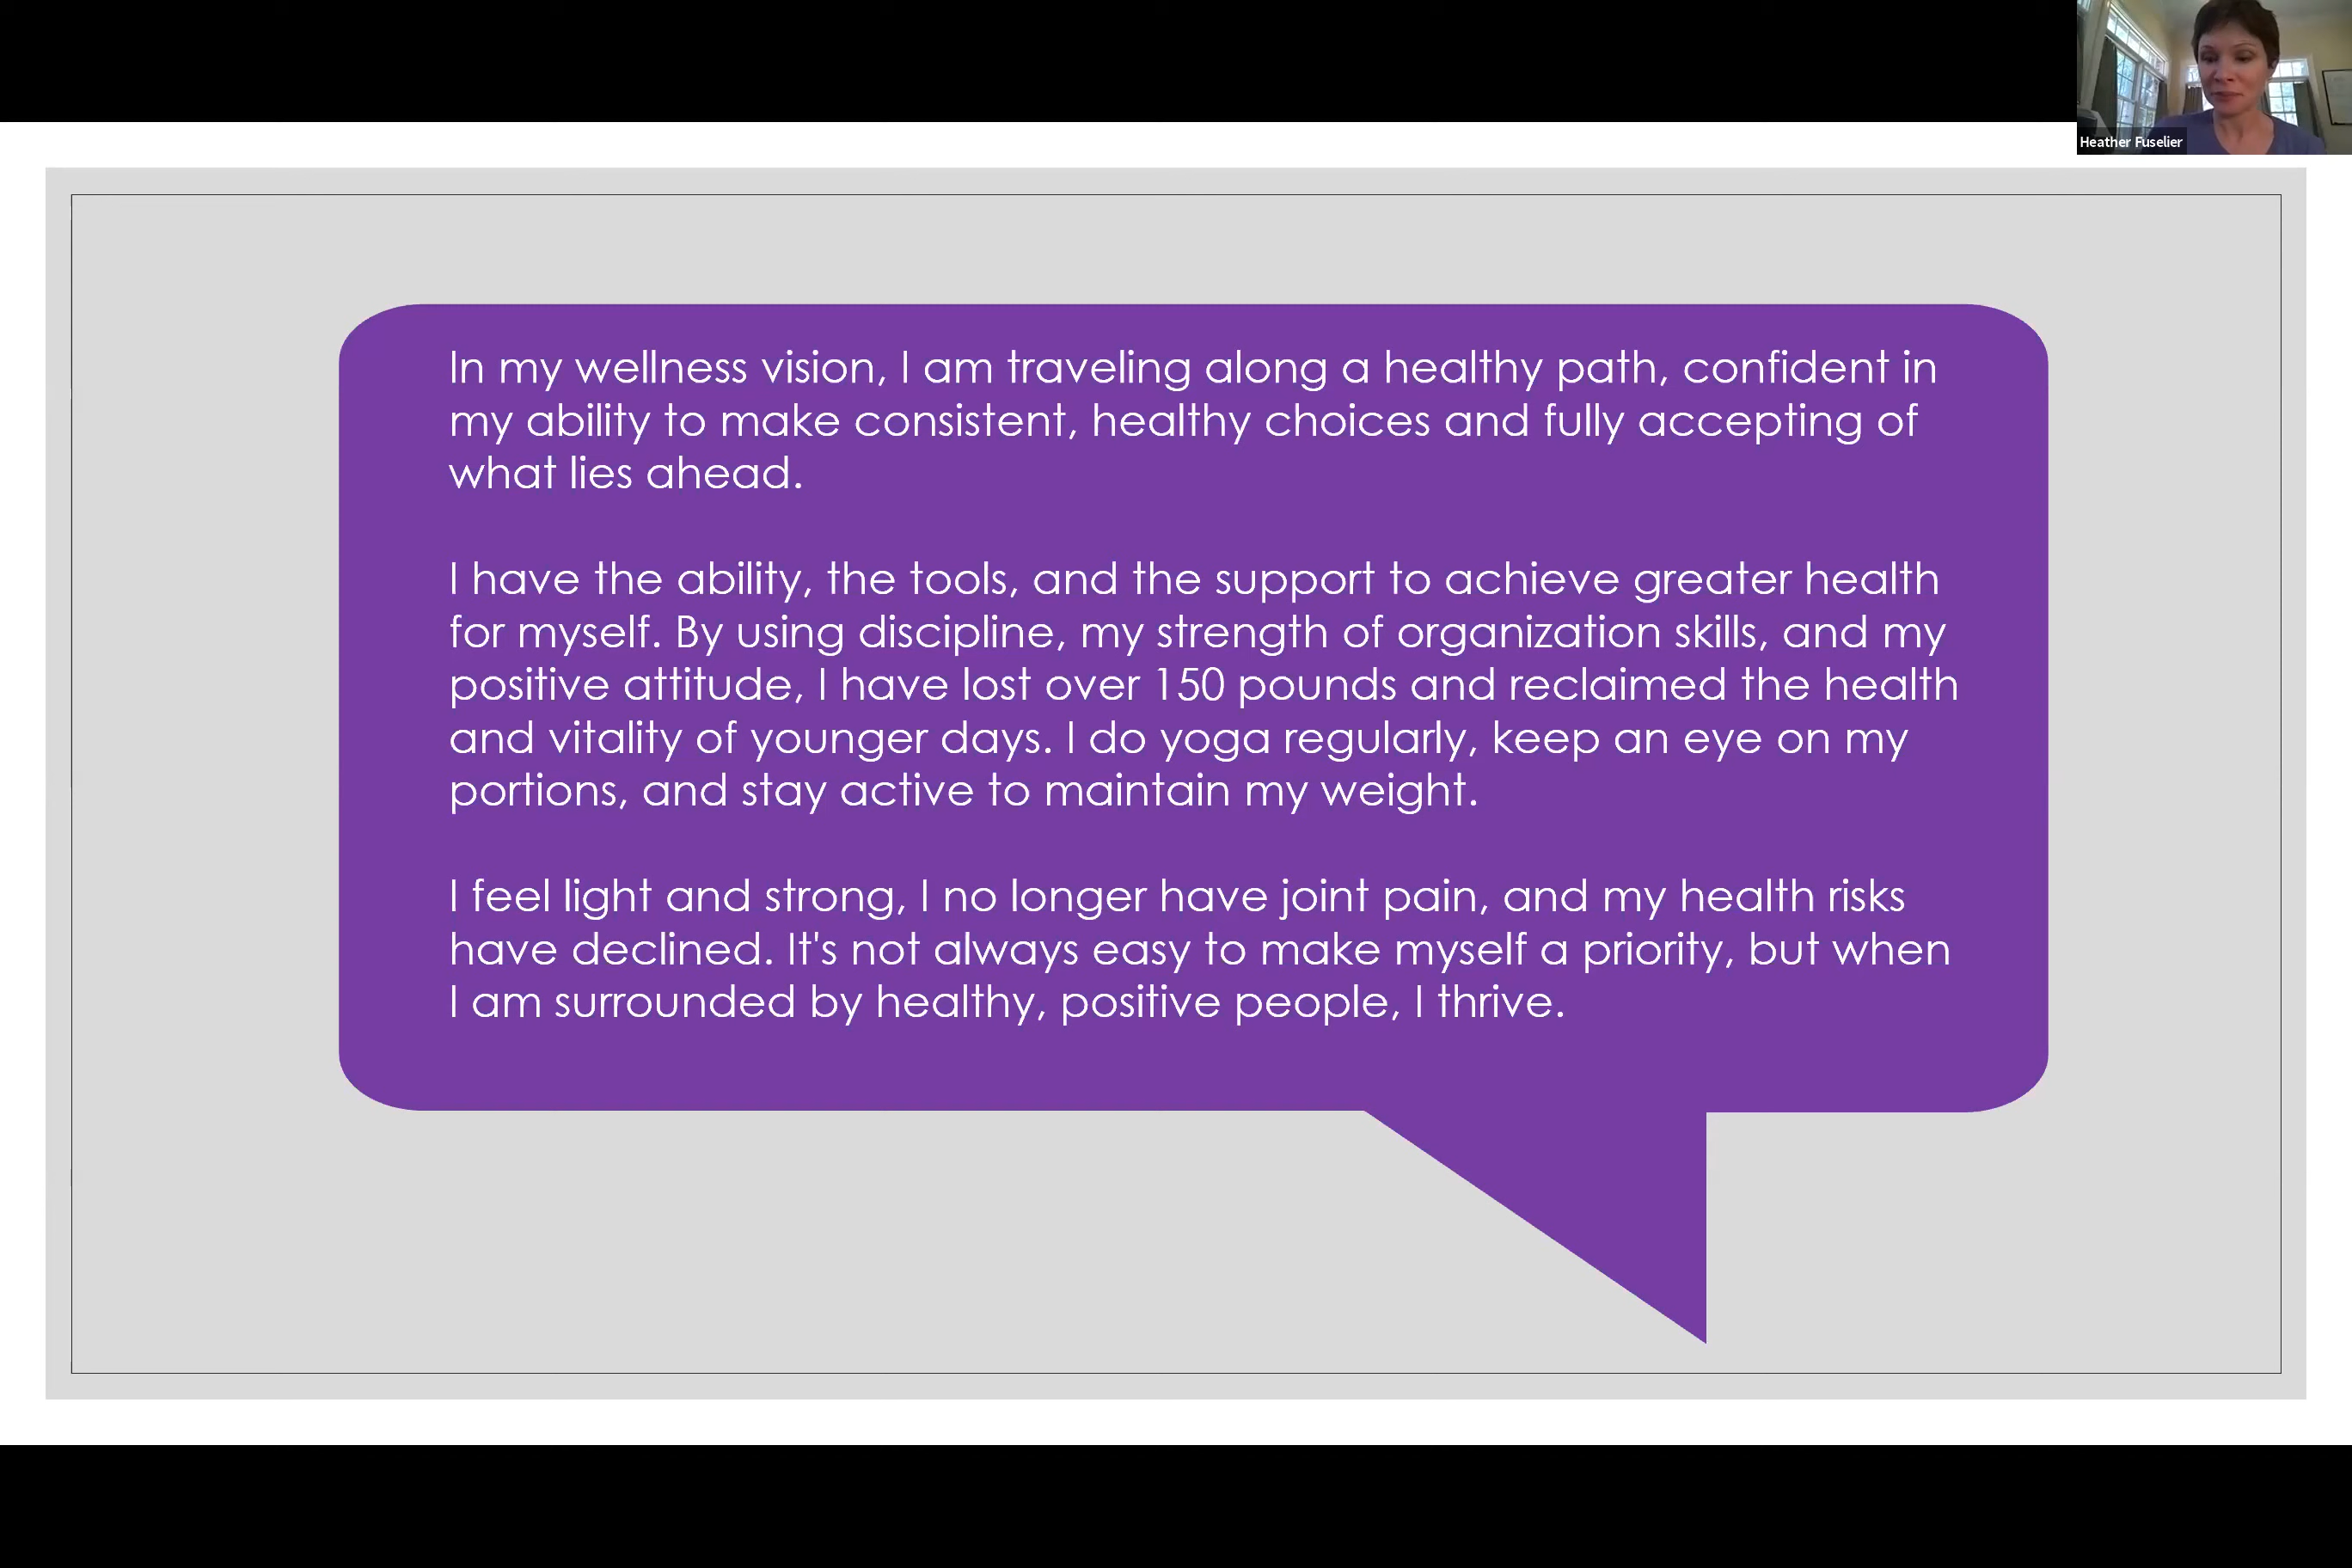 Heather Fuselier
In my wellness vision, I am traveling along a healthy path, confident in
my ability to make consistent, healthy choices and fully accepting of
what lies ahead.
I have the ability, the tools, and the support to achieve greater health
for myself. By using discipline, my strength of organization skills, and my
positive attitude, I have lost over 150 pounds and reclaimed the health
and vitality of younger days. I do yoga regularly, keep an eye on my
portions, and stay active to maintain my weight.
I feel light and strong, I no longer have joint pain, and my health risks
have declined. It's not always easy to make myself a priority, but when
I am surrounded by healthy, positive people, I thrive.